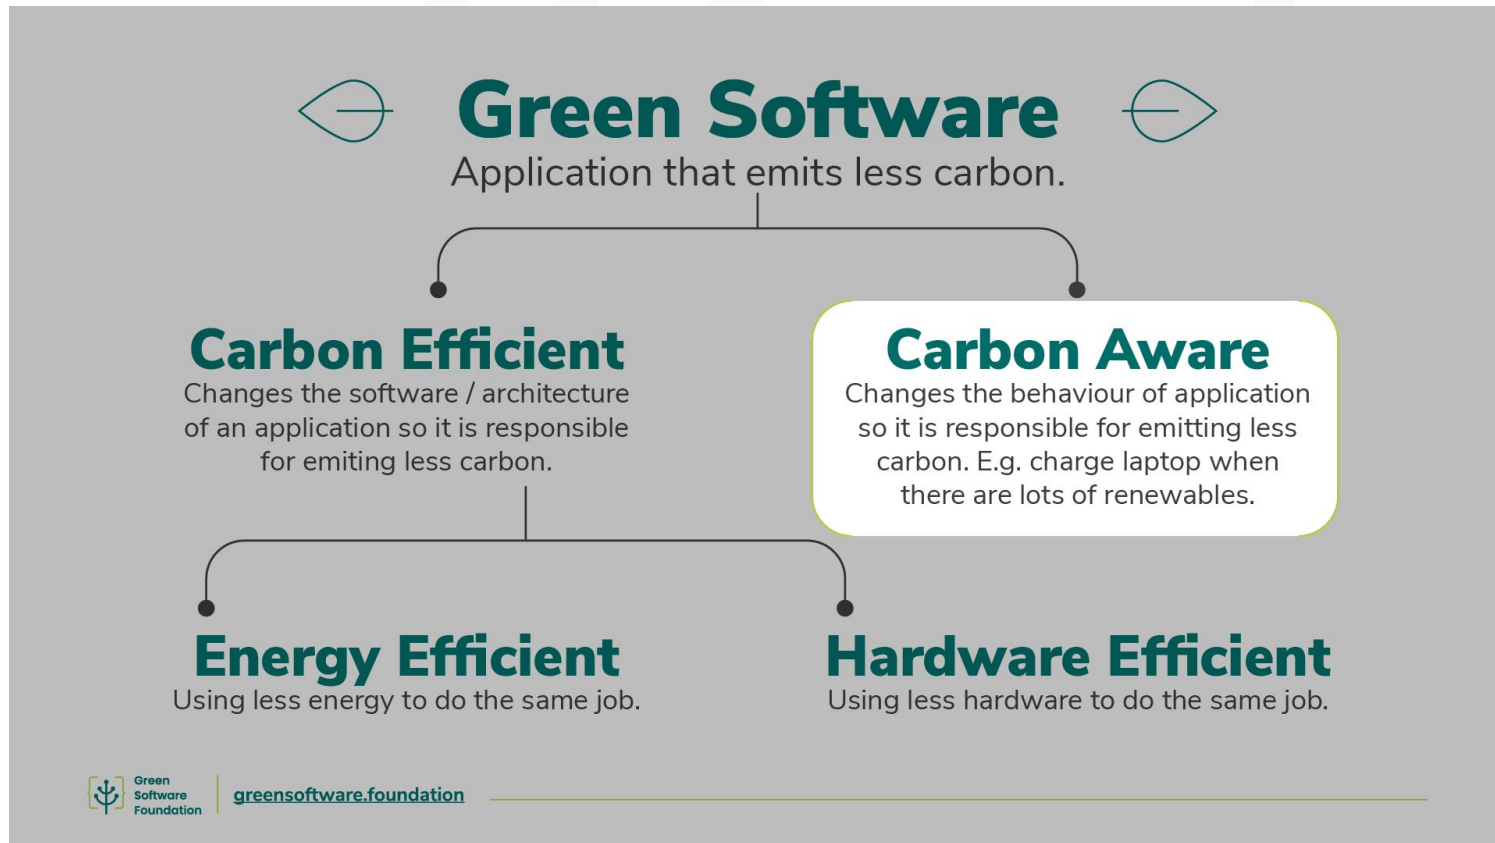 Green Software
Application that emits less carbon.
Carbon Efficient
Changes the software / architecture
of an application so it is responsible
for emiting less carbon.
Carbon Aware
Changes the behaviour of application
so it is responsible for emitting less
carbon. E.g. charge laptop when
there are lots of renewables.
Energy Efficient
Using less energy to do the same job.
Hardware Efficient
Using less hardware to do the same job.
Green
Software
Foundation
greensoftware.foundation